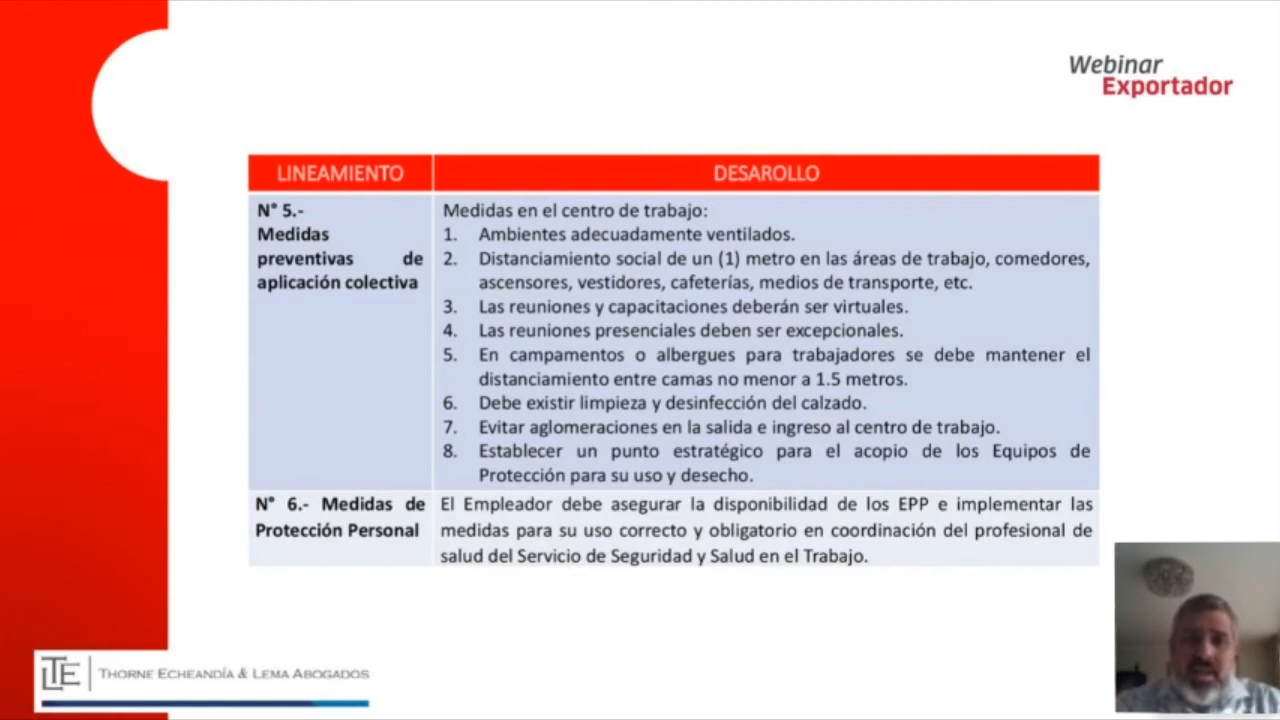 Webinar
Exportador
LINEAMIENTO
DESAROLLO
N° 5.-
Medidas
preventivas de
aplicación colectiva
Medidas en el centro de trabajo:
1. Ambientes adecuadamente ventilados.
2. Distanciamiento social de un (1) metro en las áreas de trabajo, comedores,
ascensores, vestidores, cafeterías, medios de transporte, etc.
3. Las reuniones y capacitaciones deberán ser virtuales.
4. Las reuniones presenciales deben ser excepcionales.
5. En campamentos o albergues para trabajadores se debe mantener el
distanciamiento entre camas no menor a 1.5 metros.
6. Debe existir limpieza y desinfección del calzado.
7. Evitar aglomeraciones en la salida e ingreso al centro de trabajo.
8. Establecer un punto estratégico para el acopio de los Equipos de
Protección para su uso y desecho.
N° 6.- Medidas de
Protección Personal
El Empleador debe asegurar la disponibilidad de los EPP e implementar las
medidas para su uso correcto y obligatorio en coordinación del profesional de
salud del Servicio de Seguridad y Salud en el Trabajo.
LTE
THORNE ECHEANDÍA & LEMA ABOGADOS